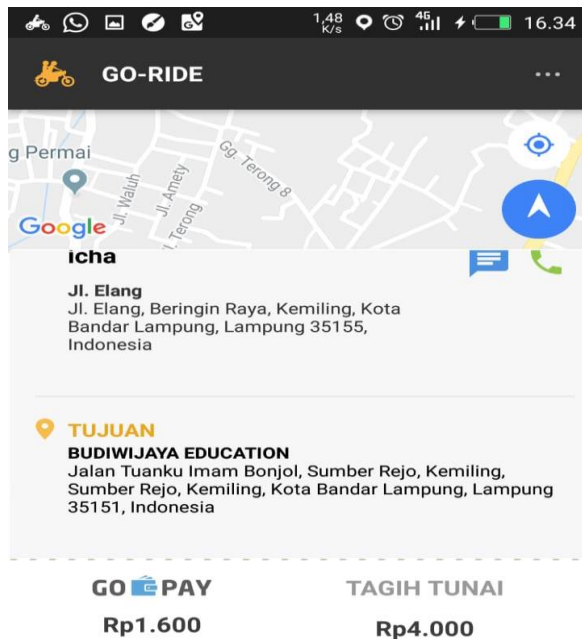 1,48 K/s 4G 16.34
GO-RIDE
g Permai
Gg. Terong 8
Jl. Waluh
Jl. Amety
Jl. Terong
Google
icha
Jl. Elang
Jl. Elang, Beringin Raya, Kemiling, Kota
Bandar Lampung, Lampung 35155,
Indonesia
TUJUAN
BUDIWIJAYA EDUCATION
Jalan Tuanku Imam Bonjol, Sumber Rejo, Kemiling,
Sumber Rejo, Kemiling, Kota Bandar Lampung, Lampung
35151, Indonesia
GO PAY TAGIH TUNAI
Rp1.600 Rp4.000